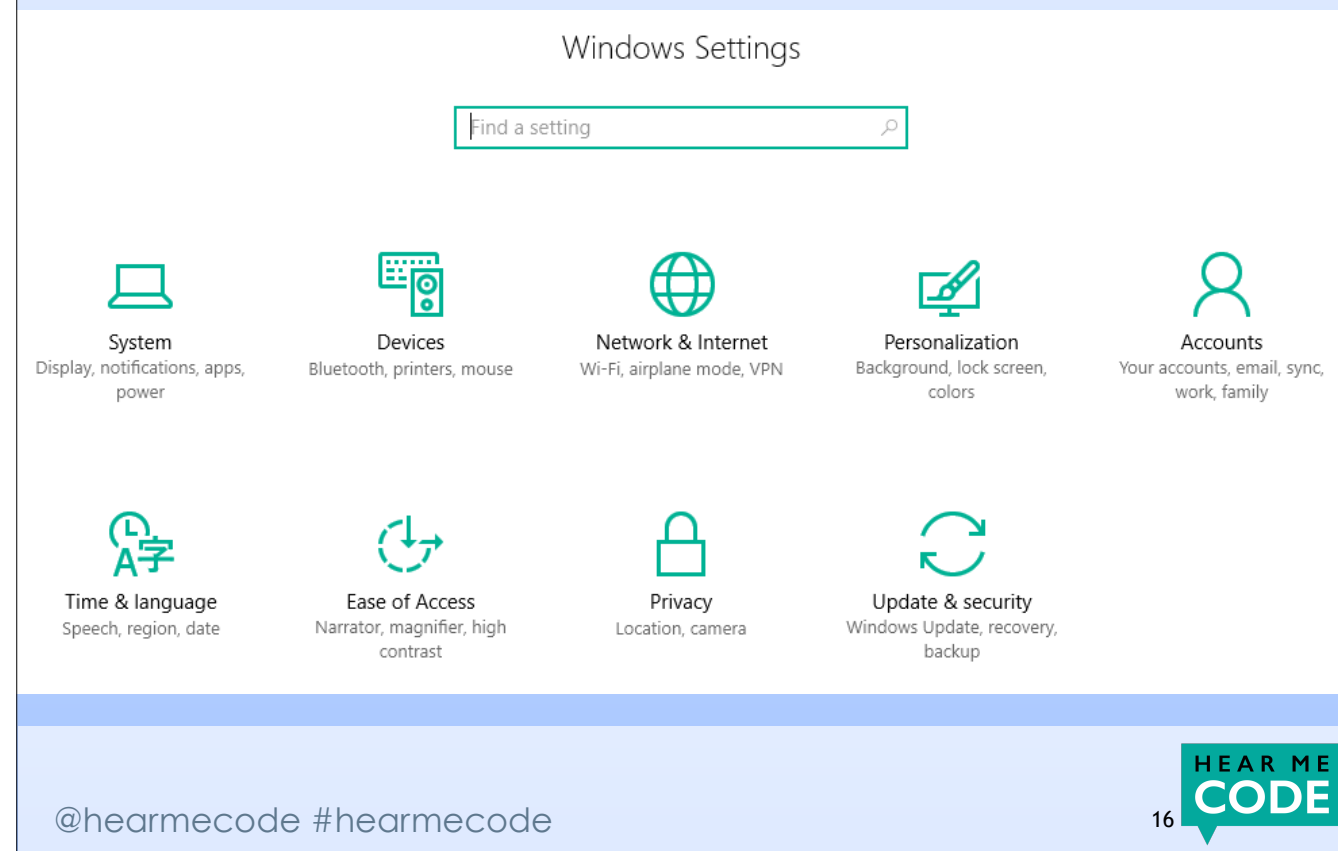 Windows Settings
Find a setting
System
Display, notifications, apps,
power
Devices
Bluetooth, printers, mouse
Network & Internet
Wi-Fi, airplane mode, VPN
Personalization
Background, lock screen,
colors
Accounts
Your accounts, email, sync,
work, family
A字
Time & language
Speech, region, date
Ease of Access
Narrator, magnifier, high
contrast
Privacy
Location, camera
Update & security
Windows Update, recovery,
backup
@hearmecode #hearmecode
16
HEAR ME
CODE